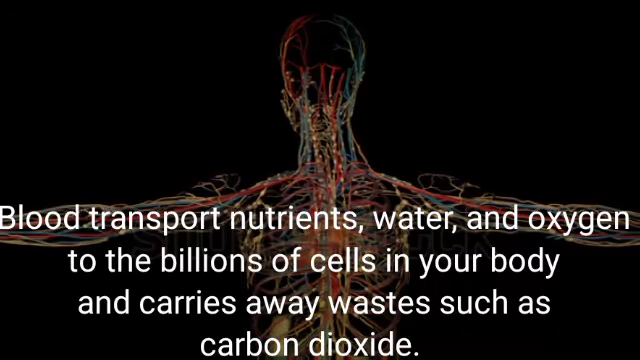 Blood transport nutrients, water, and oxygen
to the billions of cells in your body
and carries away wastes such as
carbon dioxide.